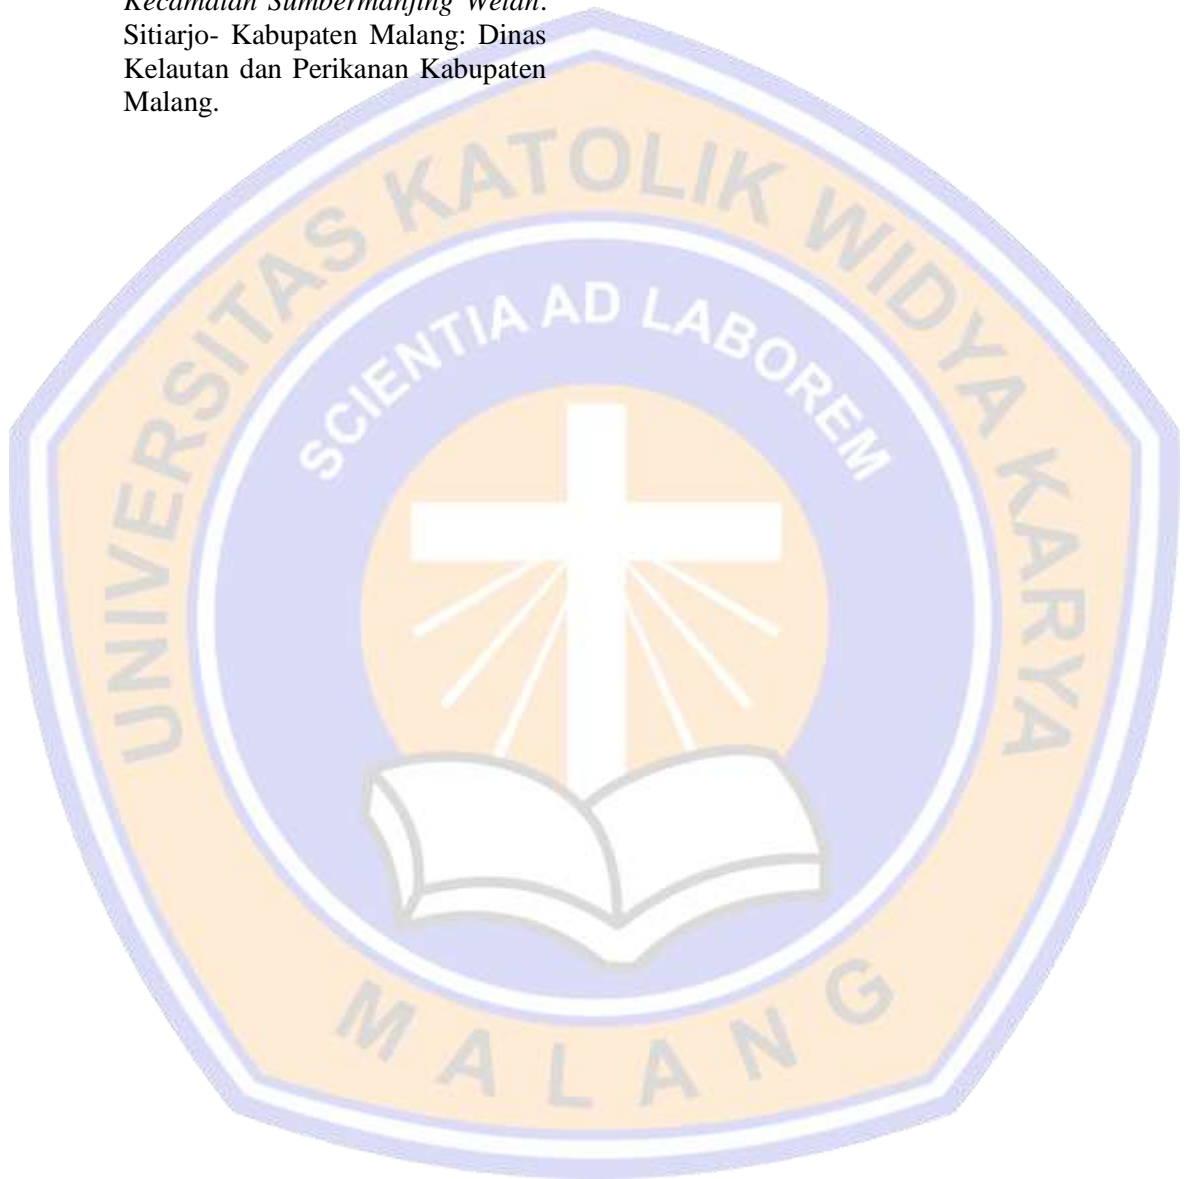 Kecamatan Sumbermanjing Wetan.
Sitiarjo- Kabupaten Malang: Dinas
Kelautan dan Perikanan Kabupaten
Malang.
UNIVERSITAS KATOLIK WIDYA KARYA
SCIENTIA AD LABOREM
MALANG